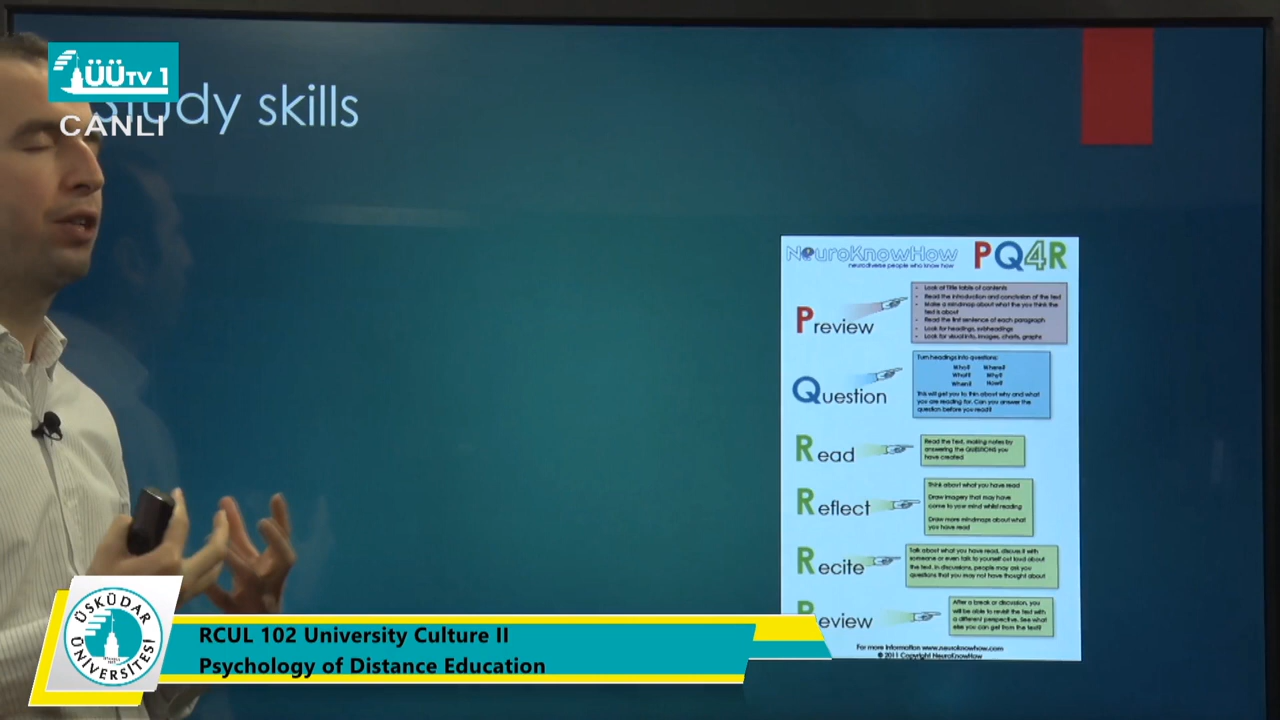 ÜÜTV 1
CANLI
Study skills
NeuroKnowHow
neurodiverse people who know how
PQ4R
Preview
Look at Title table of contents
Read the introduction and conclusion of the text
Make a mindmap about what the you think the
text is about
Read the first sentence of each paragraph
Look for headings, subheadings
Look for visual info, images, charts, graphs
Question
Turn headings into questions:
Who? Where?
What? Why?
When? How?
This will get you to thin about why and what
you are reading for. Can you answer the
question before you read?
Read
Read the Text, making notes by
answering the QUESTIONS you
have created
Reflect
Think about what you have read
Draw imagery that may have
come to your mind whilst reading
Draw more mindmaps about what
you have read
Recite
Talk about what you have read, discuss it with
someone or even talk to yourself out loud about
the text. In discussions, people may ask you
questions that you may not have thought about
Review
After a break or discussion, you
will be able to revisit the text with
a different perspective. See what
else you can get from the text?
For more information www.neuroknowhow.com
© 2011 Copyright NeuroKnowHow
ÜSKÜDAR
ÜNİVERSİTESİ
RCUL 102 University Culture II
Psychology of Distance Education